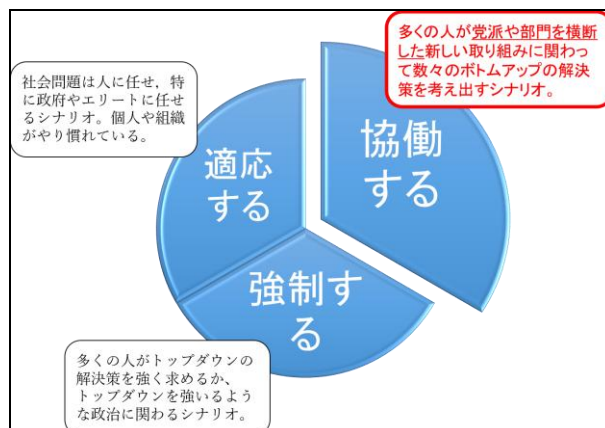 多くの人が党派や部門を横断
した新しい取り組みに関わっ
て数々のボトムアップの解決
策を考え出すシナリオ。
社会問題は人に任せ，特
に政府やエリートに任せ
るシナリオ。個人や組織
がやり慣れている。
適応
する
協働
する
強制す
る
多くの人がトップダウンの
解決策を強く求めるか、
トップダウンを強いるよう
な政治に関わるシナリオ。